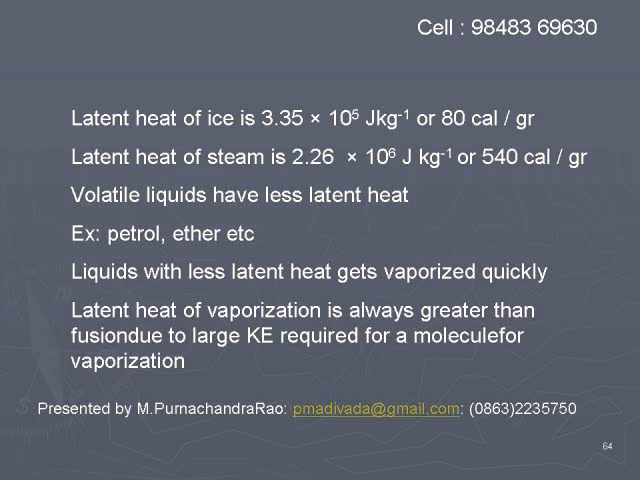 Cell : 98483 69630
Latent heat of ice is 3.35 × 10⁵ Jkg⁻¹ or 80 cal / gr
Latent heat of steam is 2.26 × 10⁶ J kg⁻¹ or 540 cal / gr
Volatile liquids have less latent heat
Ex: petrol, ether etc
Liquids with less latent heat gets vaporized quickly
Latent heat of vaporization is always greater than
fusiondue to large KE required for a moleculefor
vaporization
Presented by M.PurnachandraRao: pmadivada@gmail.com: (0863)2235750
64